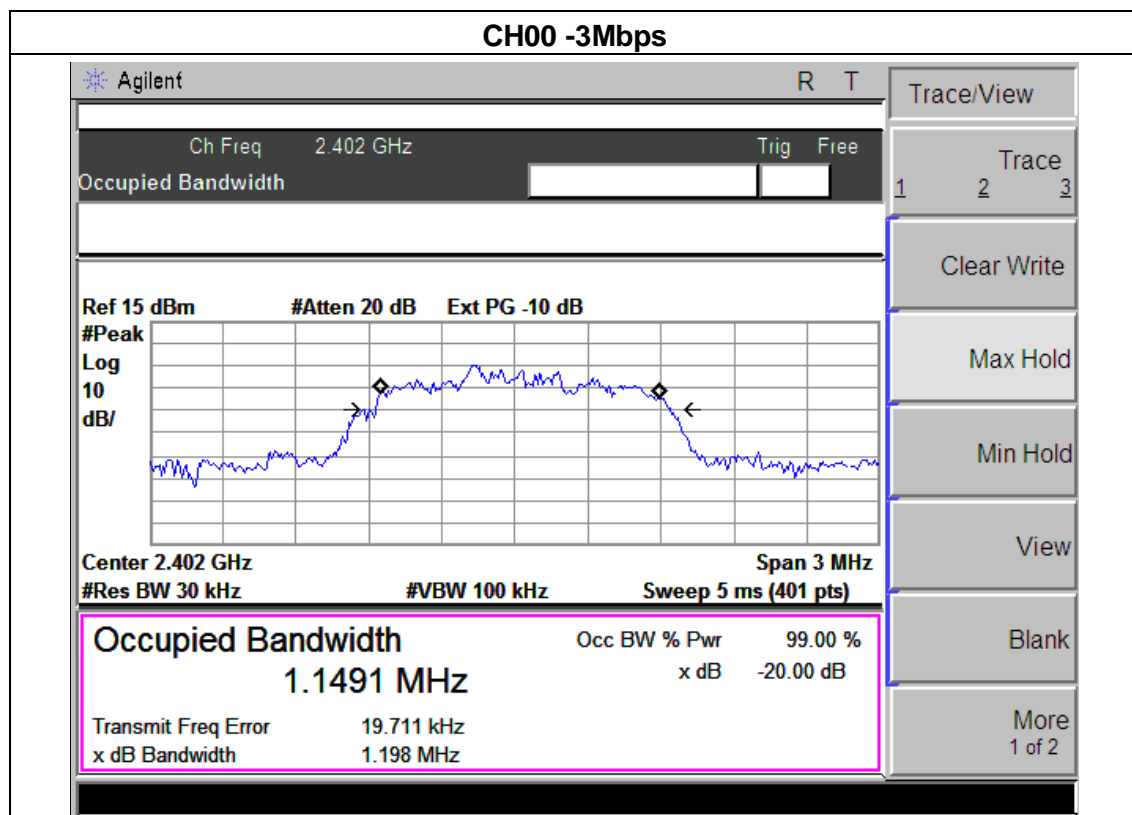 CH00 -3Mbps
Agilent R T
Trace/View
Ch Freq 2.402 GHz Trig Free
Occupied Bandwidth
Trace
1 2 3
Clear Write
Ref 15 dBm #Atten 20 dB Ext PG -10 dB
#Peak
Log
10
dB/
Max Hold
Min Hold
View
Center 2.402 GHz Span 3 MHz
#Res BW 30 kHz #VBW 100 kHz Sweep 5 ms (401 pts)
Occupied Bandwidth Occ BW % Pwr 99.00 %
1.1491 MHz x dB -20.00 dB
Transmit Freq Error 19.711 kHz
x dB Bandwidth 1.198 MHz
Blank
More
1 of 2